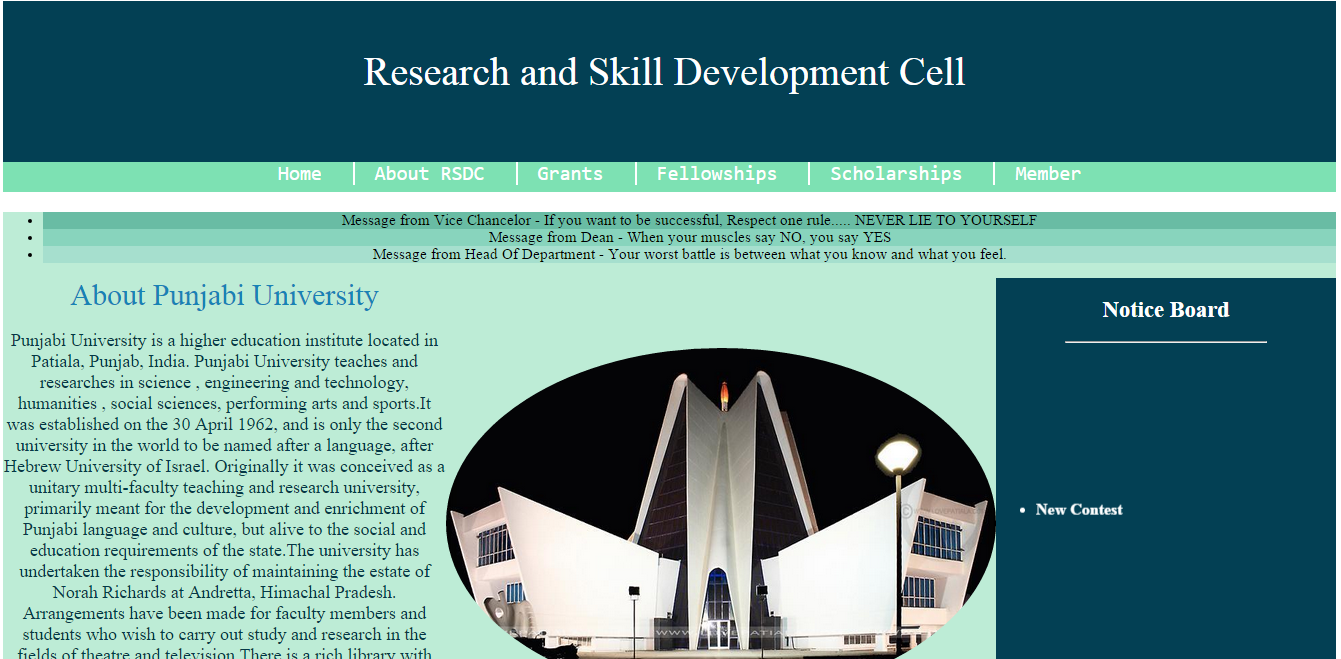 Research and Skill Development Cell
Home
About RSDC
Grants
Fellowships
Scholarships
Member
Message from Vice Chancelor - If you want to be successful, Respect one rule..... NEVER LIE TO YOURSELF
Message from Dean - When your muscles say NO, you say YES
Message from Head Of Department - Your worst battle is between what you know and what you feel.
About Punjabi University
Punjabi University is a higher education institute located in
Patiala, Punjab, India. Punjabi University teaches and
researches in science , engineering and technology,
humanities , social sciences, performing arts and sports.It
was established on the 30 April 1962, and is only the second
university in the world to be named after a language, after
Hebrew University of Israel. Originally it was conceived as a
unitary multi-faculty teaching and research university,
primarily meant for the development and enrichment of
Punjabi language and culture, but alive to the social and
education requirements of the state.The university has
undertaken the responsibility of maintaining the estate of
Norah Richards at Andretta, Himachal Pradesh.
Arrangements have been made for faculty members and
students who wish to carry out study and research in the
fields of theatre and television.There is a rich library with
Notice Board
New Contest